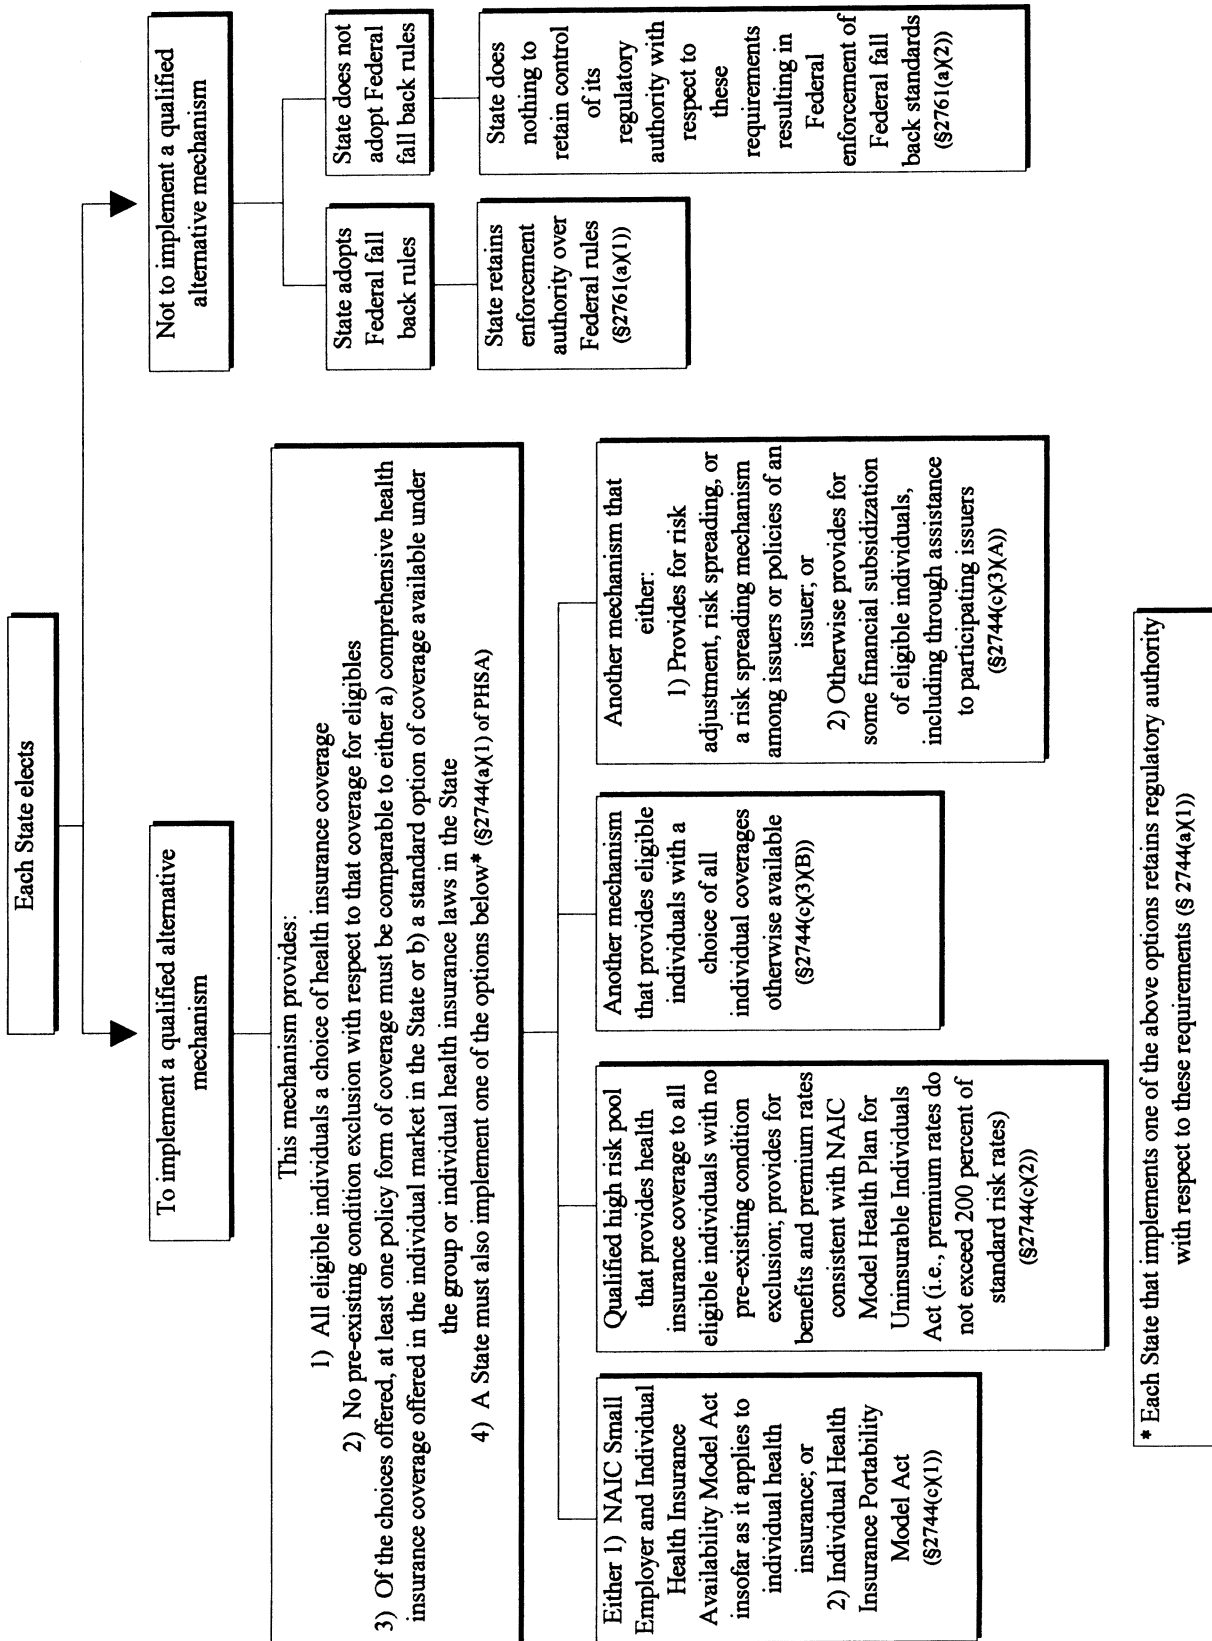 Each State elects
To implement a qualified alternative
mechanism
Not to implement a qualified
alternative mechanism
This mechanism provides:
1) All eligible individuals a choice of health insurance coverage
2) No pre-existing condition exclusion with respect to that coverage for eligibles
3) Of the choices offered, at least one policy form of coverage must be comparable to either a) comprehensive health
insurance coverage offered in the individual market in the State or b) a standard option of coverage available under
the group or individual health insurance laws in the State
4) A State must also implement one of the options below* (§2744(a)(1) of PHSA)
State adopts
Federal fall
back rules
State does not
adopt Federal
fall back rules
State retains
enforcement
authority over
Federal rules
(§2761(a)(1))
State does
nothing to
retain control
of its
regulatory
authority with
respect to
these
requirements
resulting in
Federal
enforcement of
Federal fall
back standards
(§2761(a)(2))
Either 1) NAIC Small
Employer and Individual
Health Insurance
Availability Model Act
insofar as it applies to
individual health
insurance; or
2) Individual Health
Insurance Portability
Model Act
(§2744(c)(1))
Qualified high risk pool
that provides health
insurance coverage to all
eligible individuals with no
pre-existing condition
exclusion; provides for
benefits and premium rates
consistent with NAIC
Model Health Plan for
Uninsurable Individuals
Act (i.e., premium rates do
not exceed 200 percent of
standard risk rates)
(§2744(c)(2))
Another mechanism
that provides eligible
individuals with a
choice of all
individual coverages
otherwise available
(§2744(c)(3)(B))
Another mechanism that
either:
1) Provides for risk
adjustment, risk spreading, or
a risk spreading mechanism
among issuers or policies of an
issuer; or
2) Otherwise provides for
some financial subsidization
of eligible individuals,
including through assistance
to participating issuers
(§2744(c)(3)(A))
* Each State that implements one of the above options retains regulatory authority
with respect to these requirements (§ 2744(a)(1))